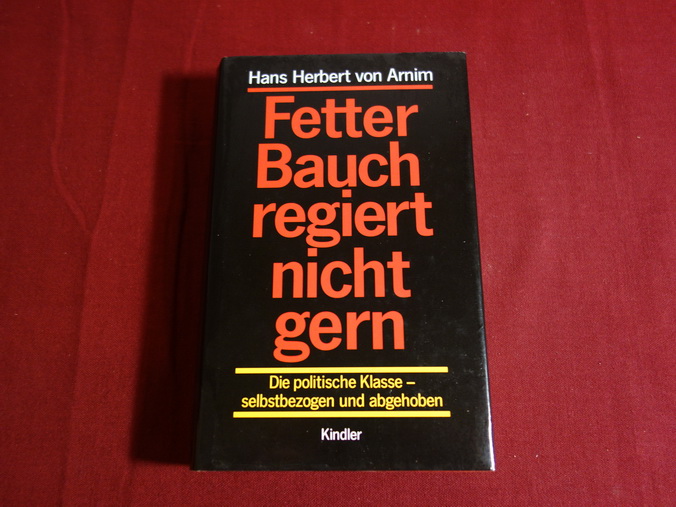 Hans Herbert von Arnim
Fetter
Bauch
regiert
nicht
gern
Die politische Klasse –
selbstbezogen und abgehoben
Kindler